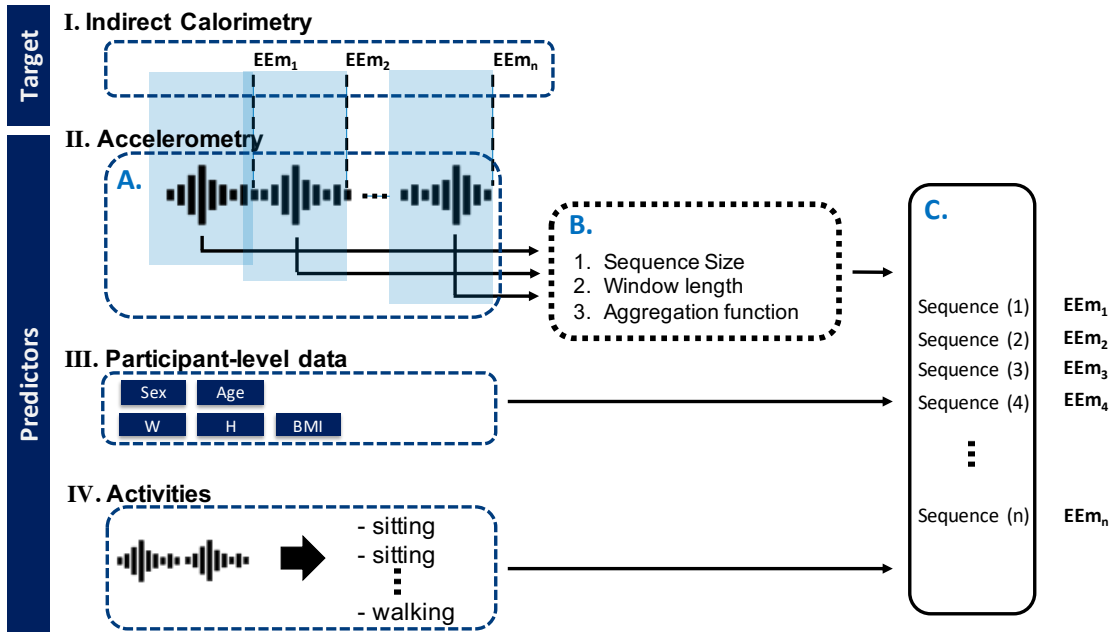 Target
I. Indirect Calorimetry
EEm1 EEm2 EEmn
Predictors
II. Accelerometry
A.
B.
1. Sequence Size
2. Window length
3. Aggregation function
III. Participant-level data
Sex Age
W H BMI
IV. Activities
- sitting
- sitting
- walking
C.
Sequence (1) EEm1
Sequence (2) EEm2
Sequence (3) EEm3
Sequence (4) EEm4
Sequence (n) EEmn